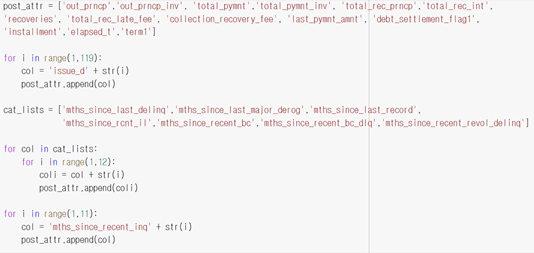 post_attr = ['out_prncp','out_prncp_inv', 'total_pymnt','total_pymnt_inv', 'total_rec_prncp','total_rec_int',
'recoveries', 'total_rec_late_fee', 'collection_recovery_fee', 'last_pymnt_amnt', 'debt_settlement_flag1',
'installment','elapsed_t','term1']
for i in range(1,119):
    col = 'issue_d' + str(i)
    post_attr.append(col)
cat_lists = ['mths_since_last_delinq','mths_since_last_major_derog','mths_since_last_record',
            'mths_since_rcnt_il','mths_since_recent_bc','mths_since_recent_bc_dlq','mths_since_recent_revol_delinq']
for col in cat_lists:
    for i in range(1,12):
        coli = col + str(i)
        post_attr.append(coli)
for i in range(1,11):
    col = 'mths_since_recent_inq' + str(i)
    post_attr.append(col)